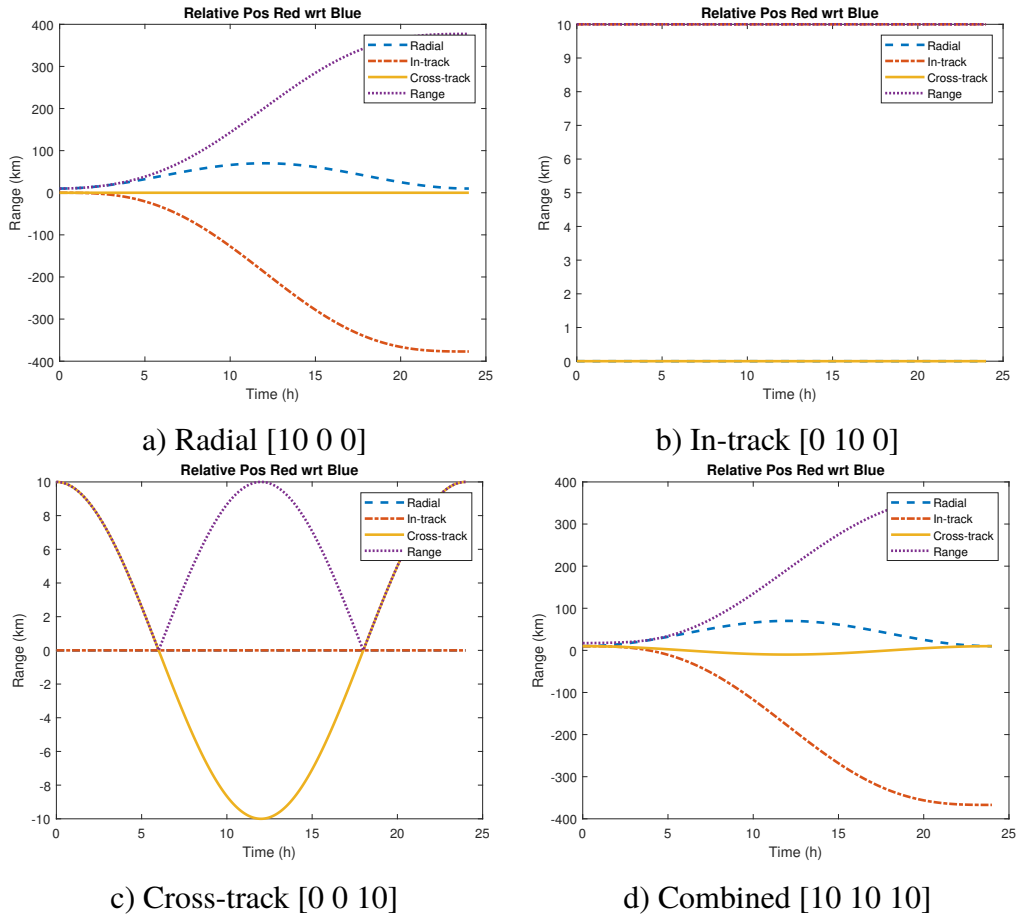 Relative Pos Red wrt Blue
400
300
200
100
0
-100
-200
-300
-400
Range (km)
Radial
In-track
Cross-track
Range
0 5 10 15 20 25
Time (h)
a) Radial [10 0 0]
Relative Pos Red wrt Blue
10
9
8
7
6
5
4
3
2
1
0
Range (km)
Radial
In-track
Cross-track
Range
0 5 10 15 20 25
Time (h)
b) In-track [0 10 0]
Relative Pos Red wrt Blue
10
8
6
4
2
0
-2
-4
-6
-8
-10
Range (km)
Radial
In-track
Cross-track
Range
0 5 10 15 20 25
Time (h)
c) Cross-track [0 0 10]
Relative Pos Red wrt Blue
400
300
200
100
0
-100
-200
-300
-400
Range (km)
Radial
In-track
Cross-track
Range
0 5 10 15 20 25
Time (h)
d) Combined [10 10 10]